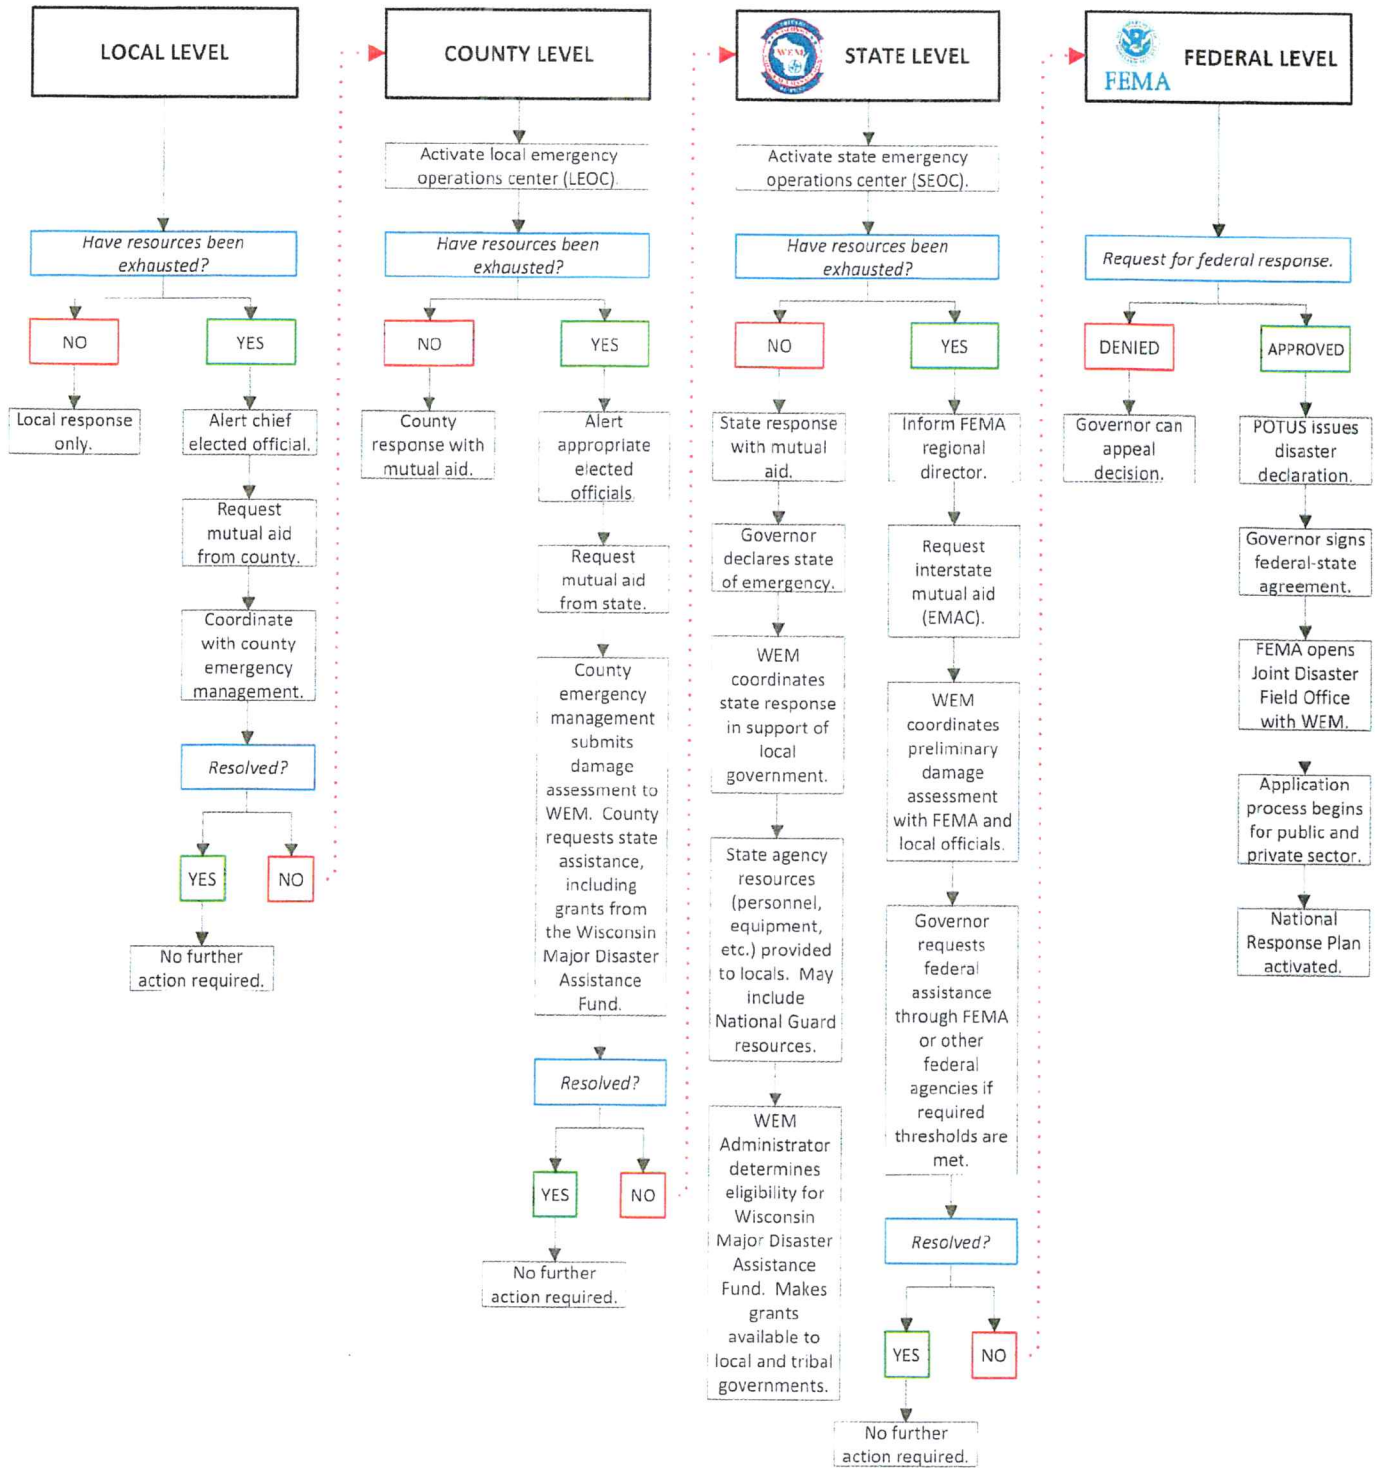 LOCAL LEVEL
Have resources been
exhausted?
NO
YES
Local response
only.
Alert chief
elected official.
Request
mutual aid
from county.
Coordinate
with county
emergency
management.
Resolved?
YES
NO
No further
action required.
COUNTY LEVEL
Activate local emergency
operations center (LEOC).
Have resources been
exhausted?
NO
YES
County
response with
mutual aid.
Alert
appropriate
elected
officials.
Request
mutual aid
from state.
County
emergency
management
submits
damage
assessment to
WEM. County
requests state
assistance,
including
grants from
the Wisconsin
Major Disaster
Assistance
Fund.
Resolved?
YES
NO
No further
action required.
WEM
STATE LEVEL
Activate state emergency
operations center (SEOC).
Have resources been
exhausted?
NO
YES
State response
with mutual
aid.
Governor
declares state
of emergency.
WEM
coordinates
state response
in support of
local
government.
State agency
resources
(personnel,
equipment,
etc.) provided
to locals. May
include
National Guard
resources.
WEM
Administrator
determines
eligibility for
Wisconsin
Major Disaster
Assistance
Fund. Makes
grants
available to
local and tribal
governments.
Inform FEMA
regional
director.
Request
interstate
mutual aid
(EMAC).
WEM
coordinates
preliminary
damage
assessment
with FEMA and
local officials.
Governor
requests
federal
assistance
through FEMA
or other
federal
agencies if
required
thresholds are
met.
Resolved?
YES
NO
No further
action required.
FEMA
FEDERAL LEVEL
Request for federal response.
DENIED
APPROVED
Governor can
appeal
decision.
POTUS issues
disaster
declaration.
Governor signs
federal-state
agreement.
FEMA opens
Joint Disaster
Field Office
with WEM.
Application
process begins
for public and
private sector.
National
Response Plan
activated.